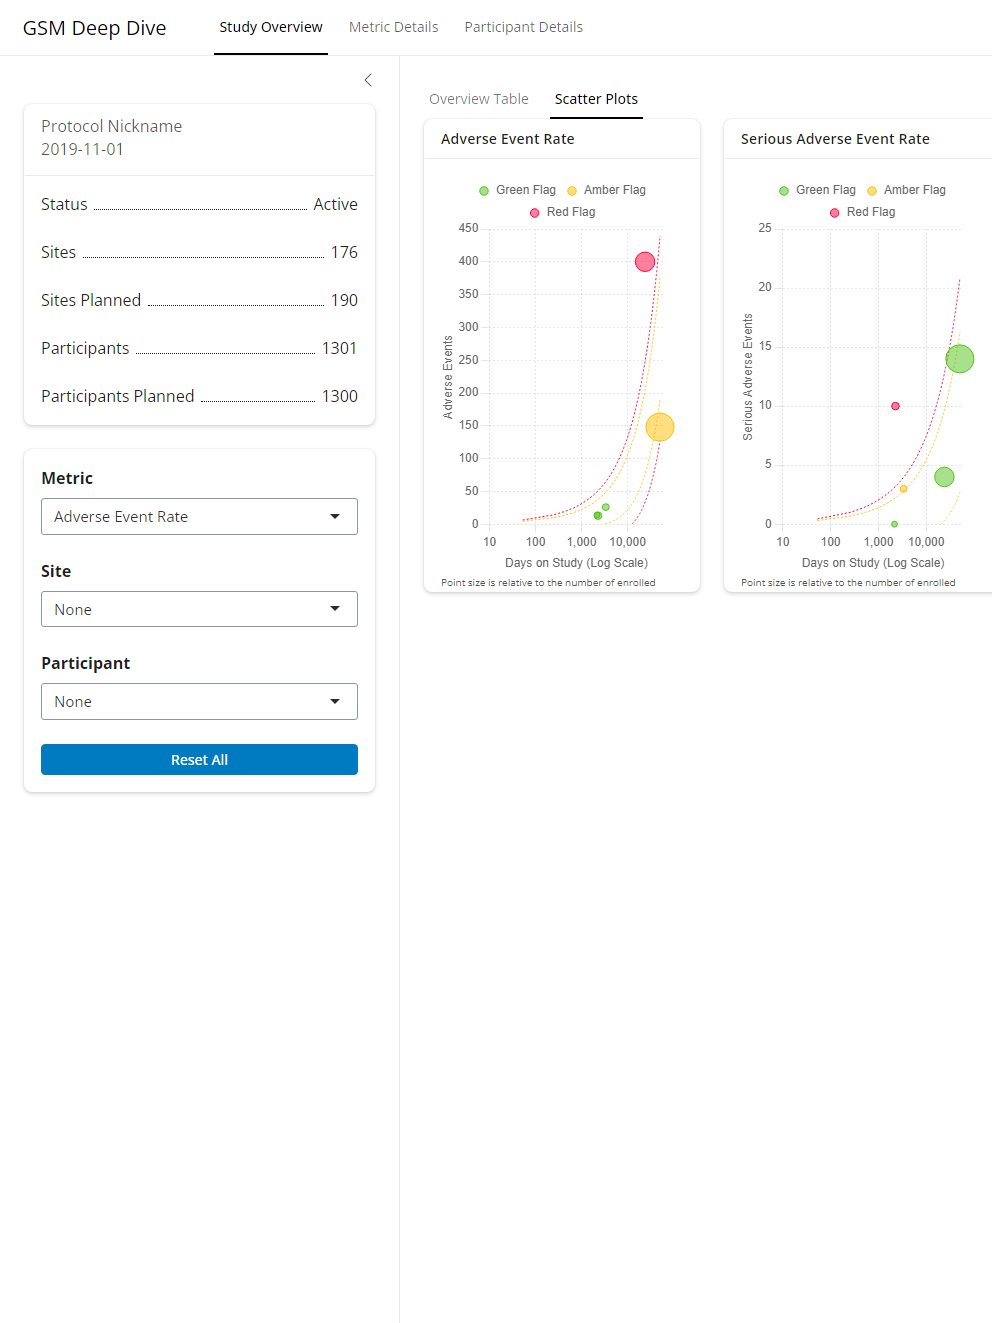 GSM Deep Dive
Study Overview
Metric Details
Participant Details
Protocol Nickname
2019-11-01
Status Active
Sites 176
Sites Planned 190
Participants 1301
Participants Planned 1300
Metric
Adverse Event Rate
Site
None
Participant
None
Reset All
Overview Table
Scatter Plots
Adverse Event Rate
Green Flag
Amber Flag
Red Flag
450
400
350
300
250
200
150
100
50
0
Adverse Events
10
100
1,000
10,000
Days on Study (Log Scale)
Point size is relative to the number of enrolled
Serious Adverse Event Rate
Green Flag
Amber Flag
Red Flag
25
20
15
10
5
0
Serious Adverse Events
10
100
1,000
10,000
Days on Study (Log Scale)
Point size is relative to the number of enrolled